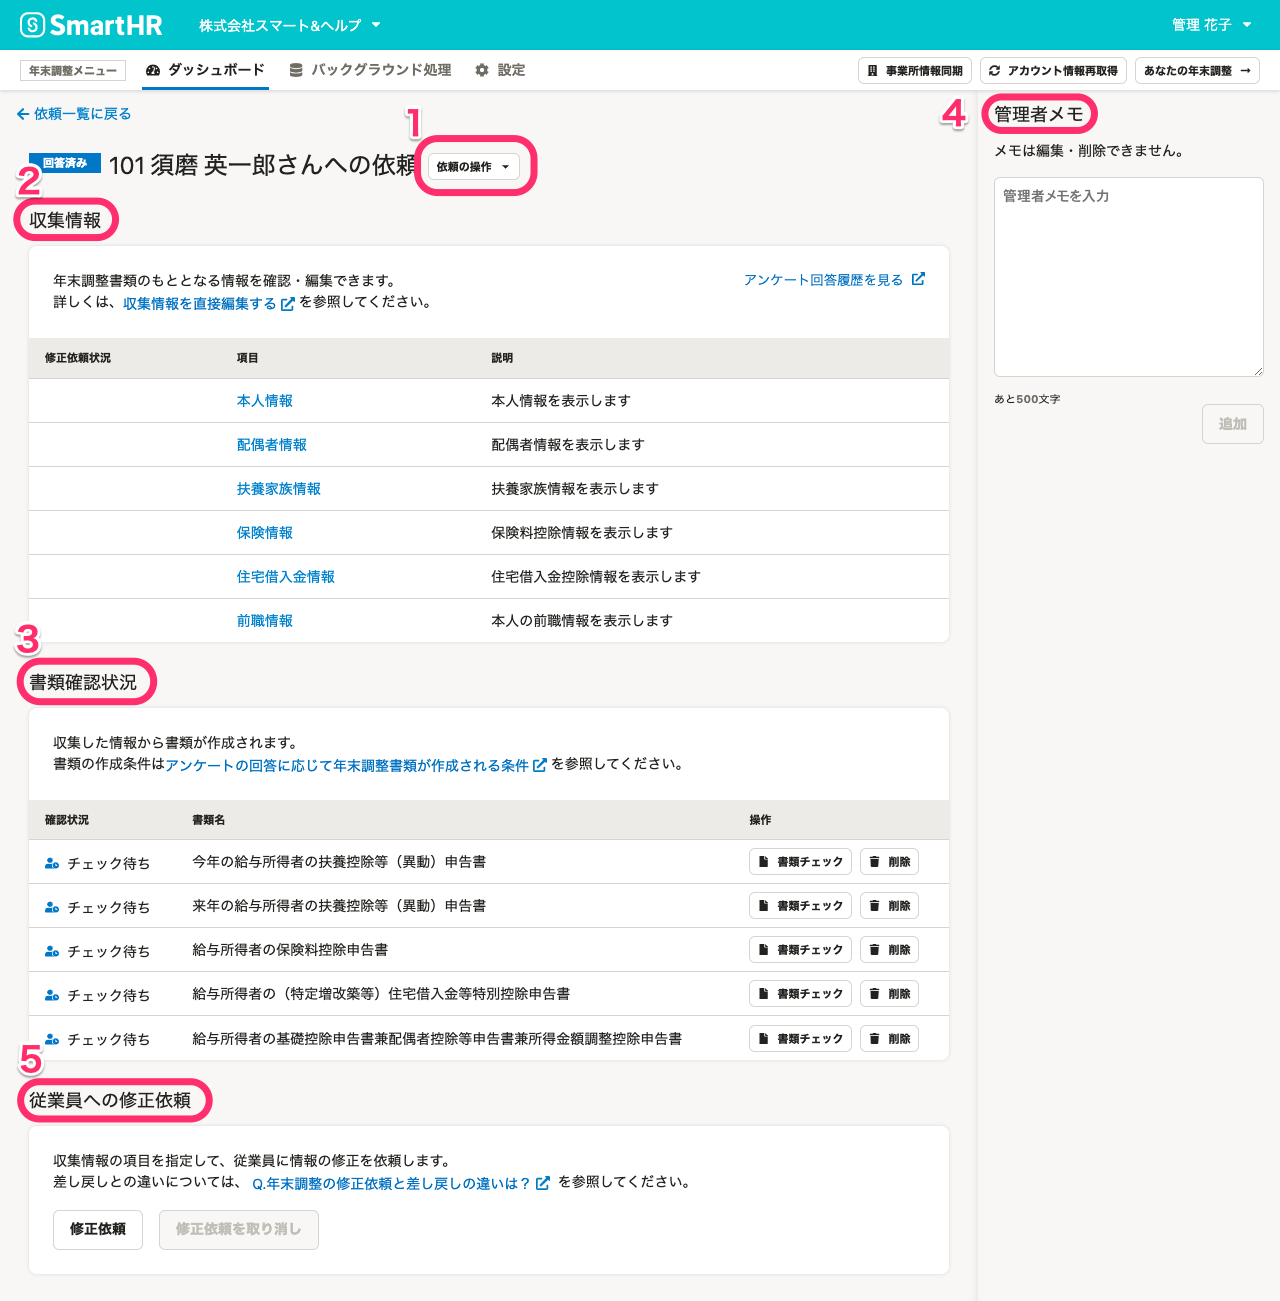 SmartHR 株式会社スマート&ヘルプ 管理 花子
年末調整メニュー ダッシュボード バックグラウンド処理 設定 事業所情報同期 アカウント情報再取得 あなたの年末調整 →
← 依頼一覧に戻る
1
回答済み 101 須磨 英一郎さんへの依頼 依頼の操作
2
収集情報
年末調整書類のもととなる情報を確認・編集できます。
詳しくは、収集情報を直接編集する を参照してください。
アンケート回答履歴を見る
修正依頼状況 項目 説明
本人情報 本人情報を表示します
配偶者情報 配偶者情報を表示します
扶養家族情報 扶養家族情報を表示します
保険情報 保険料控除情報を表示します
住宅借入金情報 住宅借入金控除情報を表示します
前職情報 本人の前職情報を表示します
3
書類確認状況
収集した情報から書類が作成されます。
書類の作成条件はアンケートの回答に応じて年末調整書類が作成される条件 を参照してください。
確認状況 書類名 操作
チェック待ち 今年の給与所得者の扶養控除等（異動）申告書 書類チェック 削除
チェック待ち 来年の給与所得者の扶養控除等（異動）申告書 書類チェック 削除
チェック待ち 給与所得者の保険料控除申告書 書類チェック 削除
チェック待ち 給与所得者の（特定増改築等）住宅借入金等特別控除申告書 書類チェック 削除
チェック待ち 給与所得者の基礎控除申告書兼配偶者控除等申告書兼所得金額調整控除申告書 書類チェック 削除
5
従業員への修正依頼
収集情報の項目を指定して、従業員に情報の修正を依頼します。
差し戻しとの違いについては、 Q.年末調整の修正依頼と差し戻しの違いは？ を参照してください。
修正依頼 修正依頼を取り消し
4
管理者メモ
メモは編集・削除できません。
管理者メモを入力
あと500文字
追加